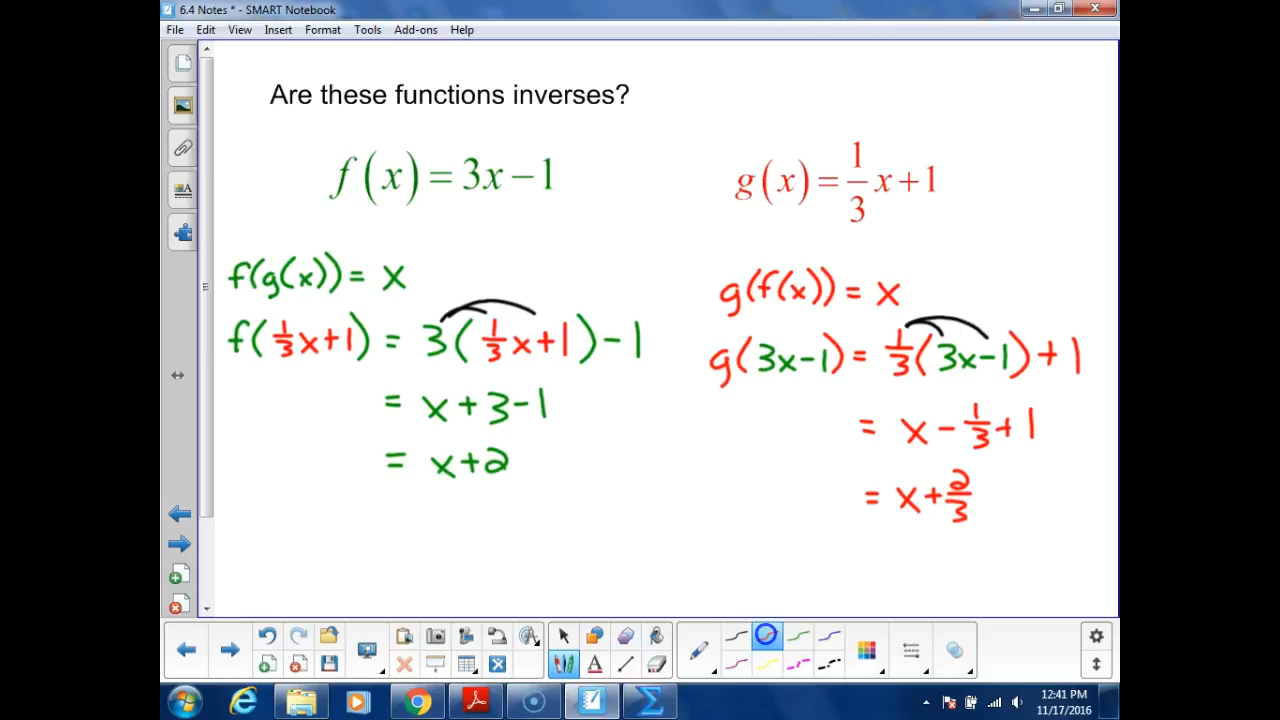 6.4 Notes * - SMART Notebook
File Edit View Insert Format Tools Add-ons Help
Are these functions inverses?
f(x) = 3x − 1
g(x) = 1/3 x + 1
f(g(x)) = x
f(1/3x+1) = 3(1/3x+1) − 1
= x + 3 − 1
= x + 2
g(f(x)) = x
g(3x−1) = 1/3(3x−1) + 1
= x − 1/3 + 1
= x + 2/3
12:41 PM
11/17/2016